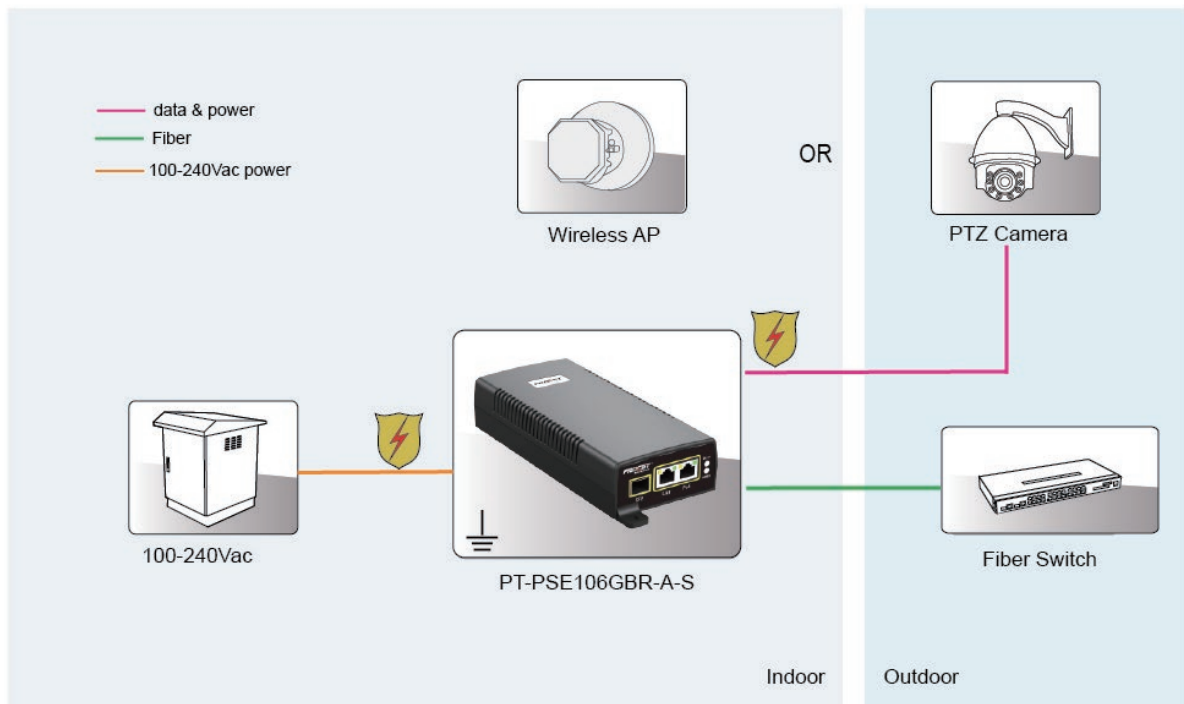 data & power
Fiber
100-240Vac power
Wireless AP
OR
PTZ Camera
100-240Vac
PT-PSE106GBR-A-S
Fiber Switch
Indoor
Outdoor